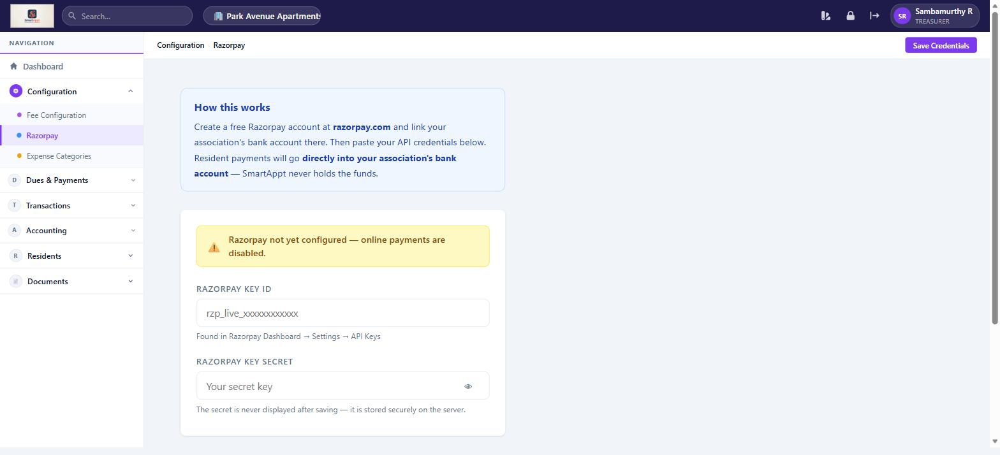 SmartAppt
Search...
Park Avenue Apartments
SR
Sambamurthy R
TREASURER
NAVIGATION
Configuration
Razorpay
Save Credentials
Dashboard
Configuration
Fee Configuration
Razorpay
Expense Categories
D
Dues & Payments
T
Transactions
A
Accounting
R
Residents
Documents
How this works
Create a free Razorpay account at razorpay.com and link your
association's bank account there. Then paste your API credentials below.
Resident payments will go directly into your association's bank
account — SmartAppt never holds the funds.
Razorpay not yet configured — online payments are
disabled.
RAZORPAY KEY ID
rzp_live_xxxxxxxxxxxx
Found in Razorpay Dashboard → Settings → API Keys
RAZORPAY KEY SECRET
Your secret key
The secret is never displayed after saving — it is stored securely on the server.